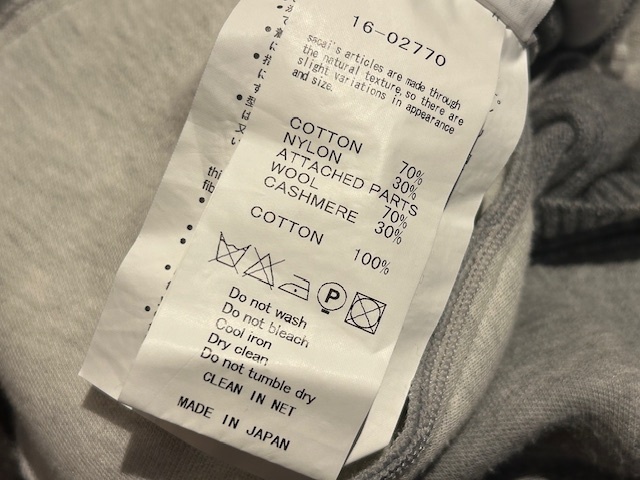 16-02770
sacai's articles are made through
the natural texture, so there are
slight variations in appearance
and size.
COTTON 70%
NYLON 30%
ATTACHED PARTS
WOOL 70%
CASHMERE 30%
COTTON 100%
P
Do not wash
Do not bleach
Cool iron
Dry clean
Do not tumble dry
CLEAN IN NET
MADE IN JAPAN
thi
fib